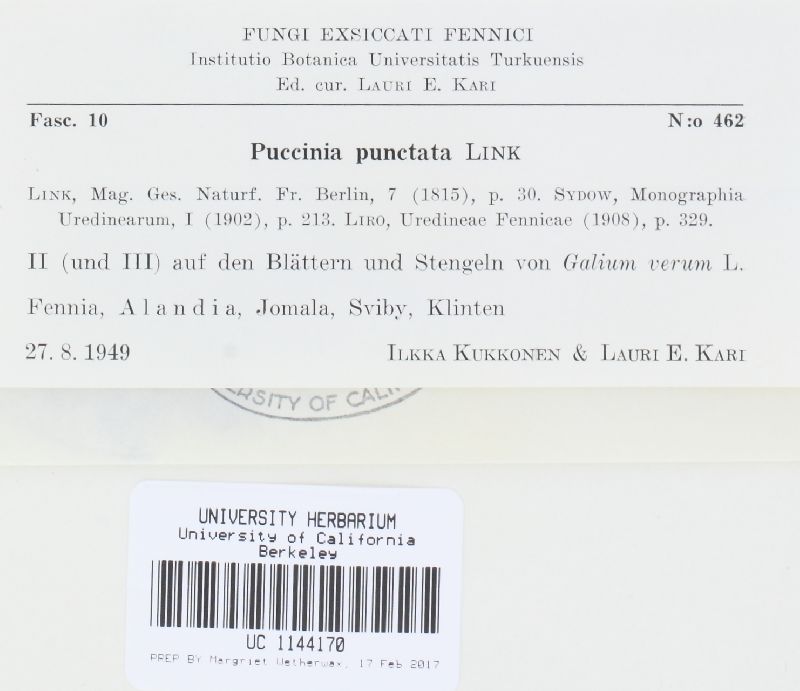 FUNGI EXSICCATI FENNICI
Institutio Botanica Universitatis Turkuensis
Ed. cur. LAURI E. KARI
Fasc. 10 N:o 462
Puccinia punctata LINK
LINK, Mag. Ges. Naturf. Fr. Berlin, 7 (1815), p. 30. SYDOW, Monographia
Uredinearum, I (1902), p. 213. LIRO, Uredineae Fennicae (1908), p. 329.
II (und III) auf den Blättern und Stengeln von Galium verum L.
Fennia, Alandia, Jomala, Sviby, Klinten
27. 8. 1949 ILKKA KUKKONEN & LAURI E. KARI
OF
UNIVERSITY HERBARIUM
University of California
Berkeley
UC 1144170
PREP BY Margriet Wetherwax, 17 Feb 2017